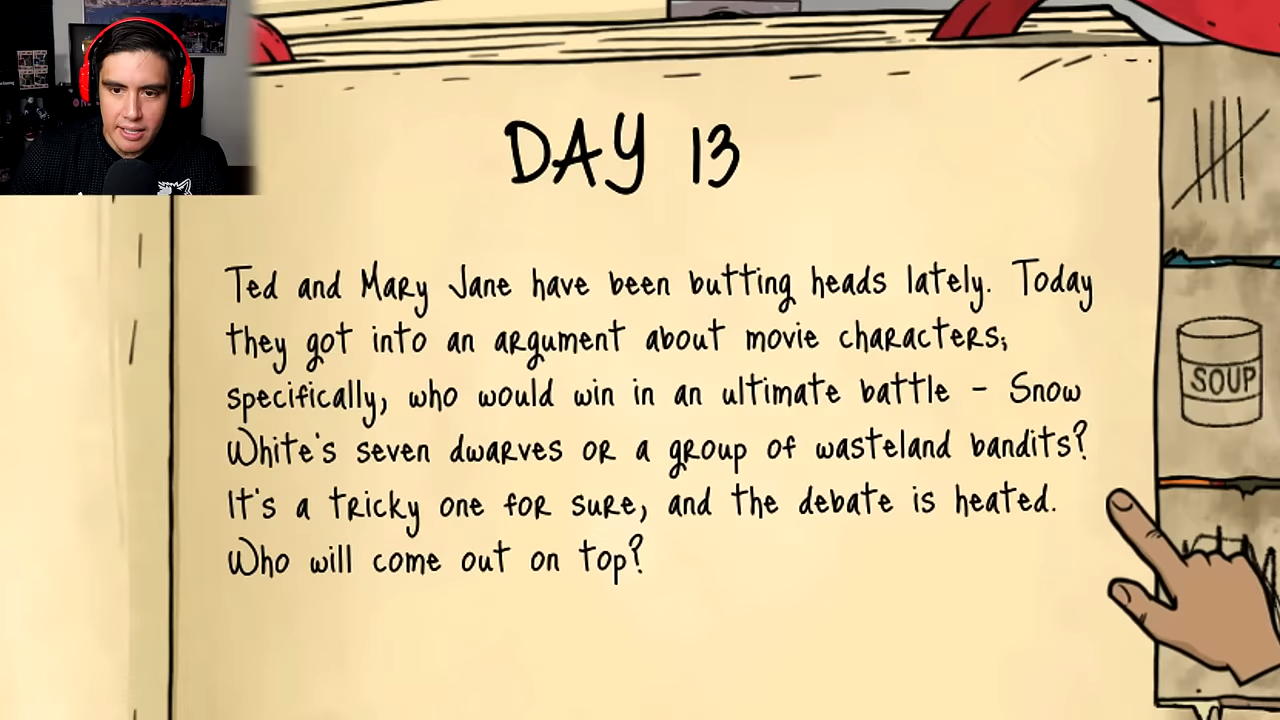 DAY 13
Ted and Mary Jane have been butting heads lately. Today
they got into an argument about movie characters;
specifically, who would win in an ultimate battle - Snow
White's seven dwarves or a group of wasteland bandits?
It's a tricky one for sure, and the debate is heated.
Who will come out on top?
SOUP